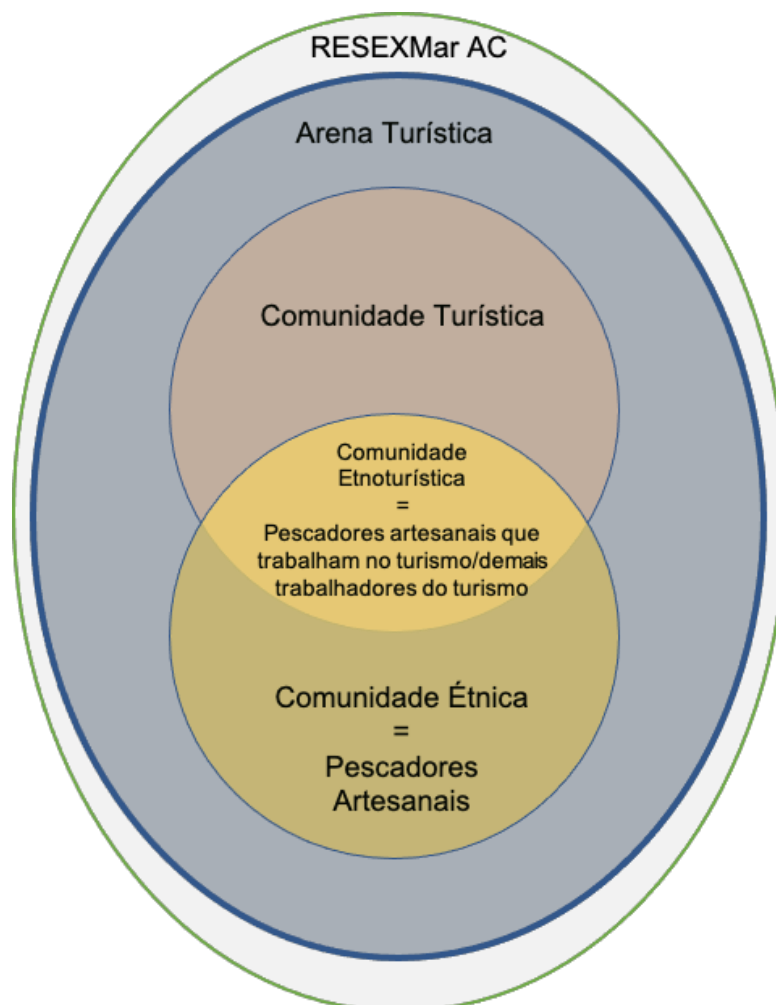 RESEXMar AC
Arena Turística
Comunidade Turística
Comunidade
Etnoturística
=
Pescadores artesanais que
trabalham no turismo/demais
trabalhadores do turismo
Comunidade Étnica
=
Pescadores
Artesanais